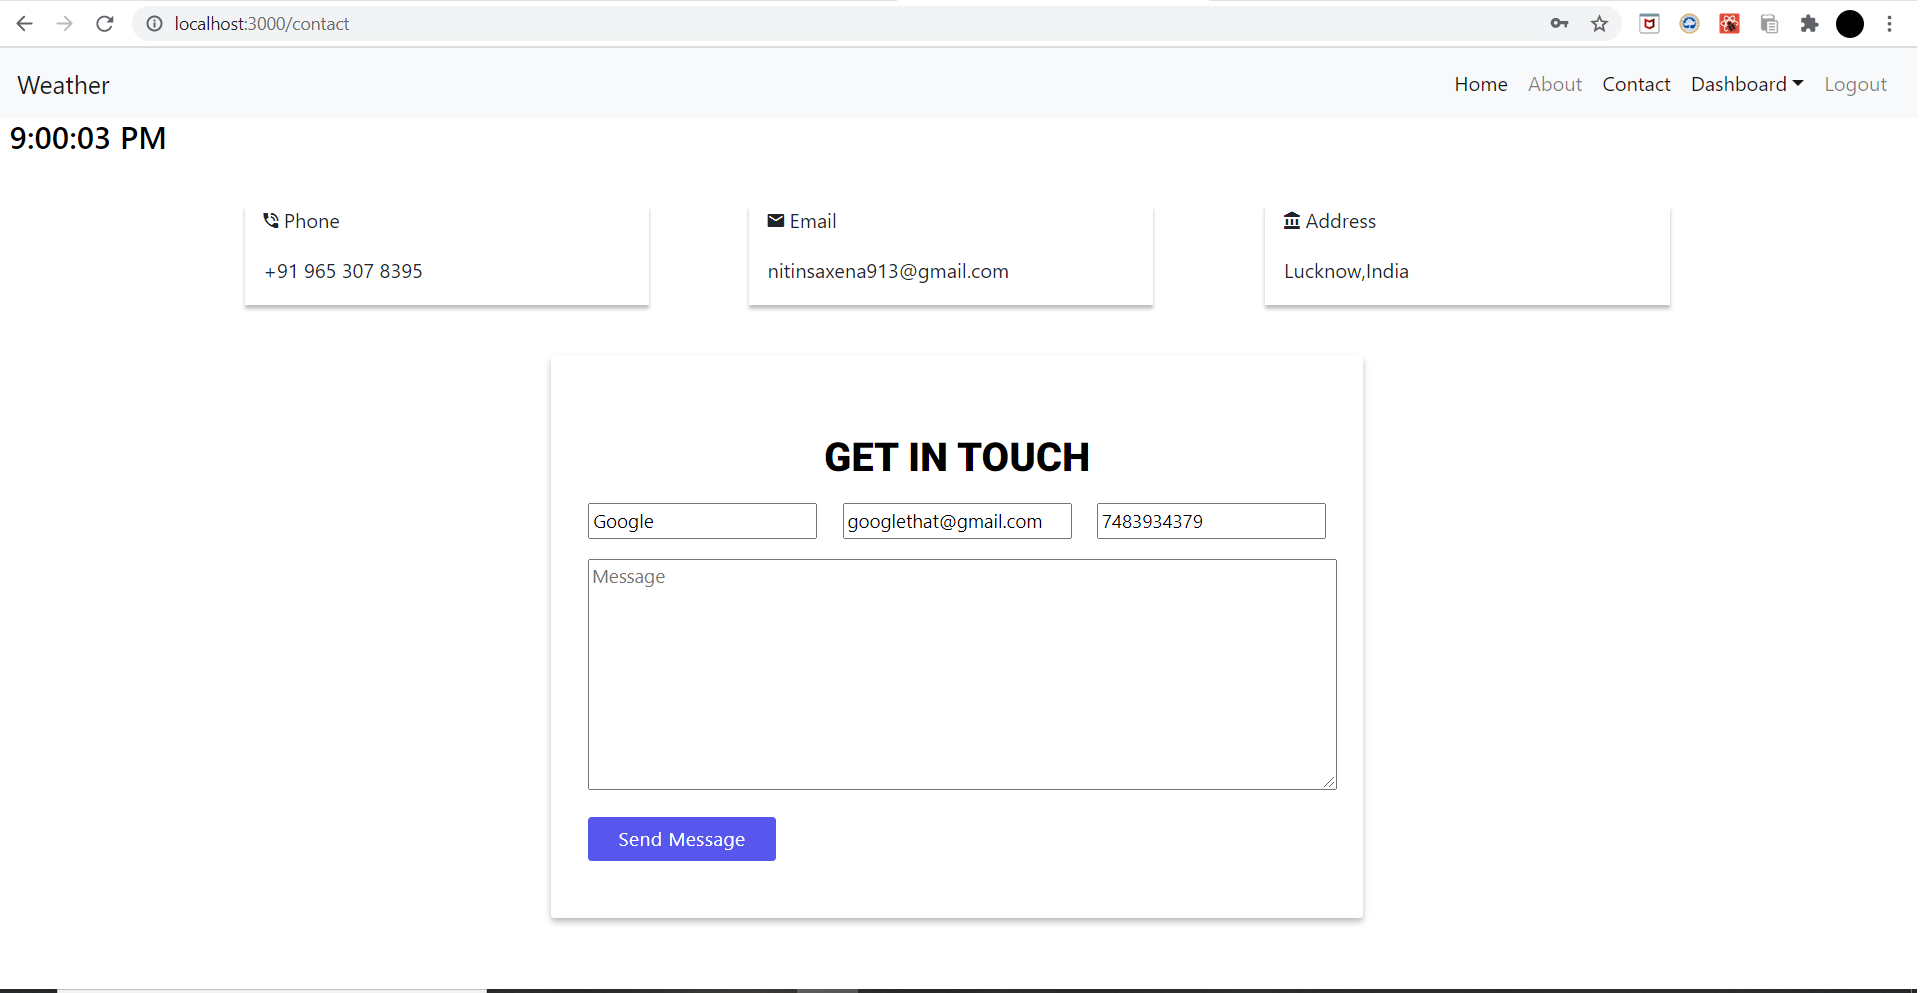 localhost:3000/contact
Weather Home About Contact Dashboard Logout
9:00:03 PM
Phone Email Address
+91 965 307 8395 nitinsaxena913@gmail.com Lucknow,India
GET IN TOUCH
Google googlethat@gmail.com 7483934379
Message
Send Message